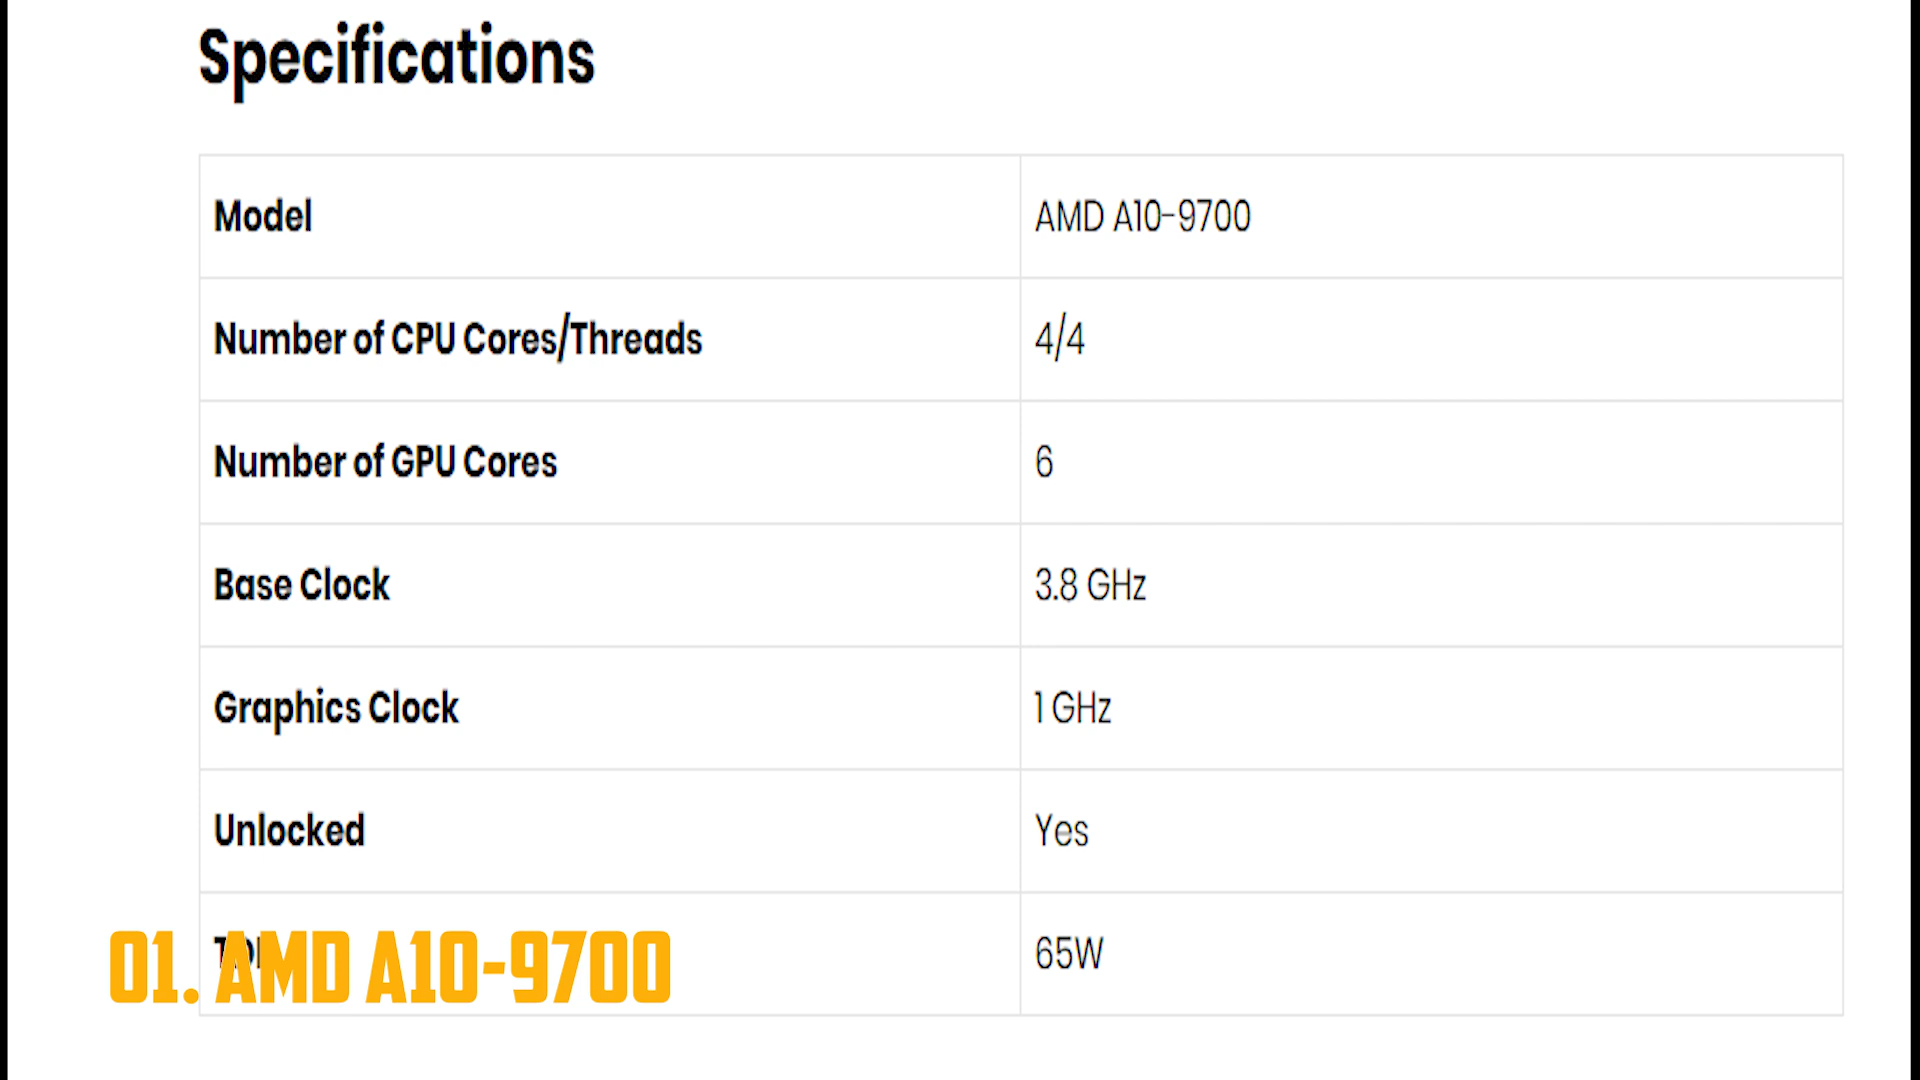 Specifications
Model AMD A10-9700
Number of CPU Cores/Threads 4/4
Number of GPU Cores 6
Base Clock 3.8 GHz
Graphics Clock 1 GHz
Unlocked Yes
65W
01. AMD A10-9700